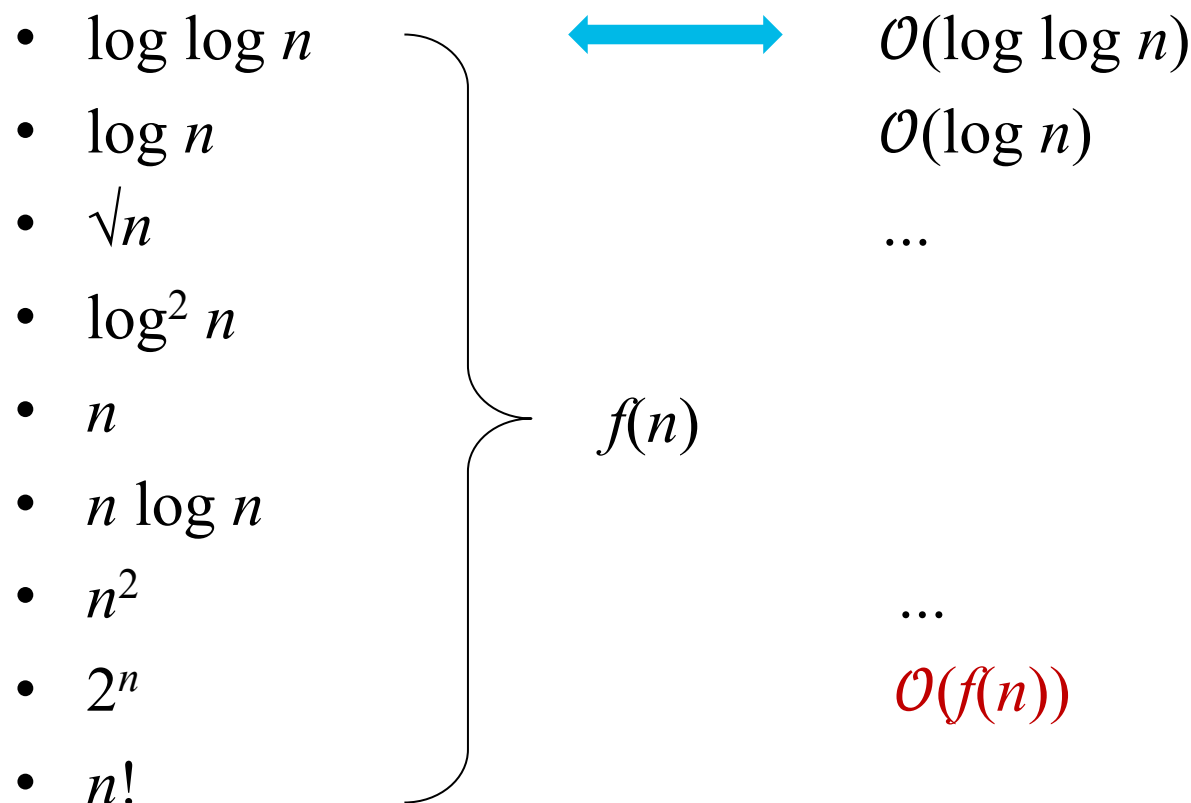 • log log n O(log log n)
• log n O(log n)
• √n ...
• log² n
• n f(n)
• n log n
• n² ...
• 2ⁿ O(f(n))
• n!